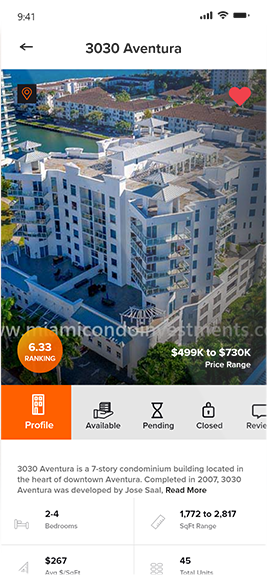 9:41
3030 Aventura
www.miamicondoinvestments.c
6.33
RANKING
$499K to $730K
Price Range
Profile
Available
Pending
Closed
Revie
3030 Aventura is a 7-story condominium building located in
the heart of downtown Aventura. Completed in 2007, 3030
Aventura was developed by Jose Saal, Read More
2-4
Bedrooms
1,772 to 2,817
SqFt Range
$267
Avg $/SqFt
45
Total Units